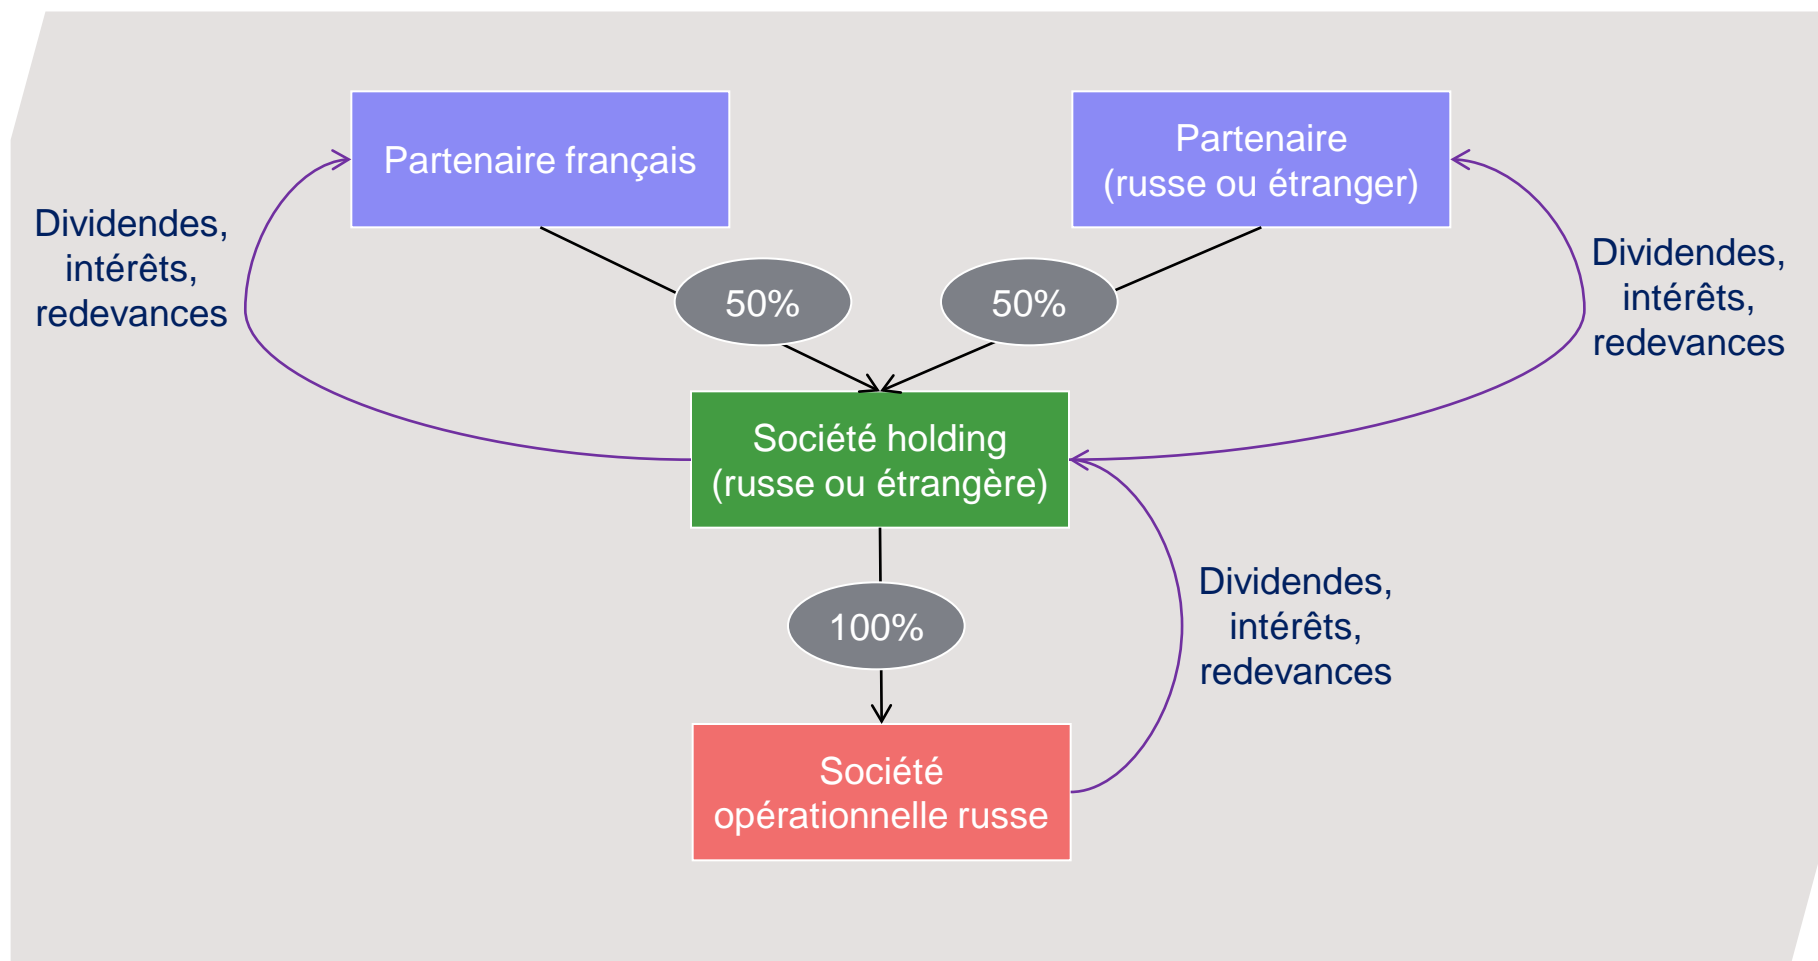 Partenaire français
Partenaire
(russe ou étranger)
Dividendes,
intérêts,
redevances
50%
50%
Dividendes,
intérêts,
redevances
Société holding
(russe ou étrangère)
100%
Dividendes,
intérêts,
redevances
Société
opérationnelle russe